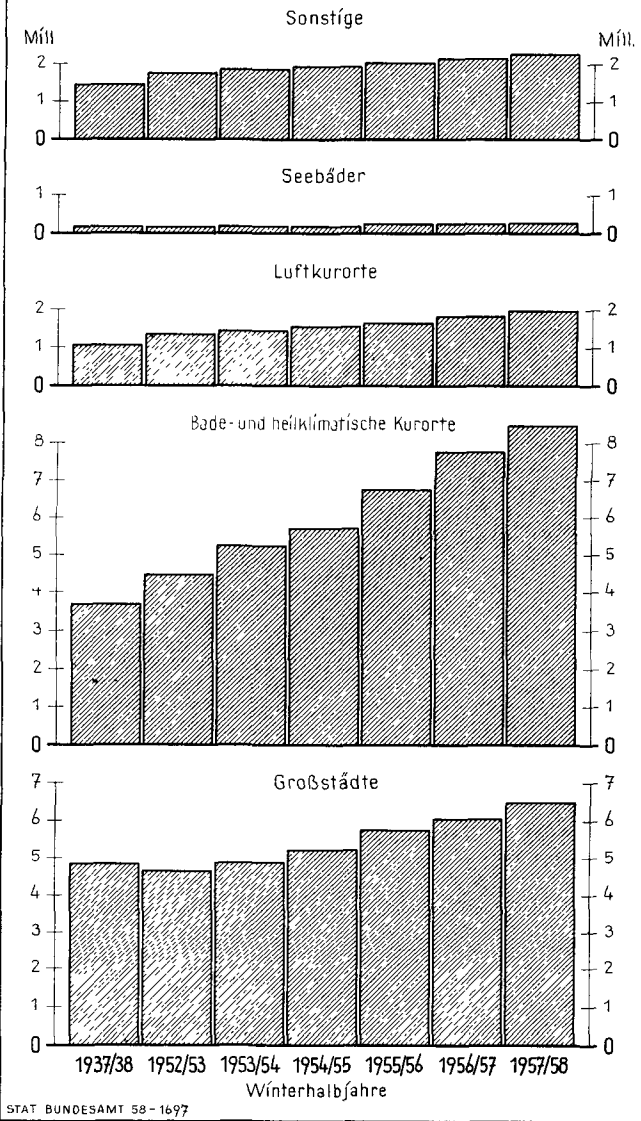 Sonstige
Mill Mill.
2 2
1 1
0 0
Seebäder
1 1
0 0
Luftkurorte
2 2
1 1
0 0
Bade- und heilklimatische Kurorte
8 8
7 7
6 6
5 5
4 4
3 3
2 2
1 1
0 0
Großstädte
7 7
6 6
5 5
4 4
3 3
2 2
1 1
0 0
1937/38 1952/53 1953/54 1954/55 1955/56 1956/57 1957/58
Winterhalbjahre
STAT BUNDESAMT 58-1697